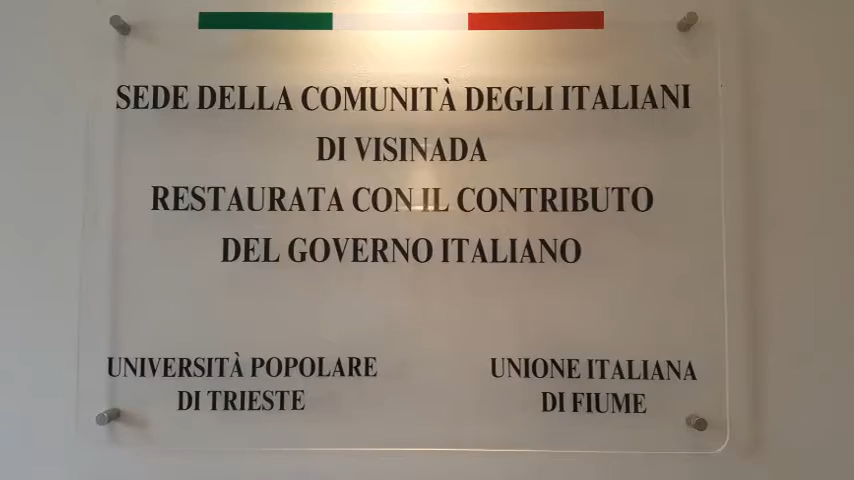 SEDE DELLA COMUNITÀ DEGLI ITALIANI
DI VISINADA
RESTAURATA CON IL CONTRIBUTO
DEL GOVERNO ITALIANO
UNIVERSITÀ POPOLARE
DI TRIESTE
UNIONE ITALIANA
DI FIUME